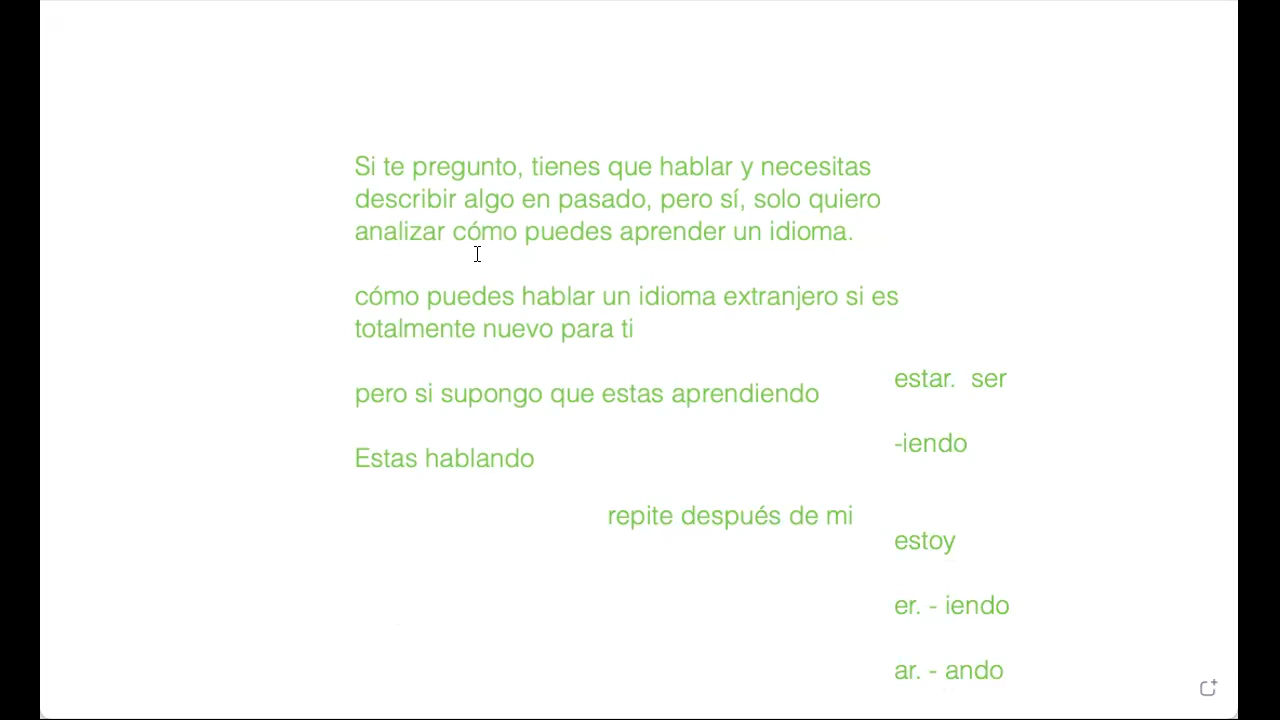 Si te pregunto, tienes que hablar y necesitas
describir algo en pasado, pero sí, solo quiero
analizar cómo puedes aprender un idioma.
cómo puedes hablar un idioma extranjero si es
totalmente nuevo para ti
pero si supongo que estas aprendiendo
Estas hablando
repite después de mi
estar. ser
-iendo
estoy
er. - iendo
ar. - ando